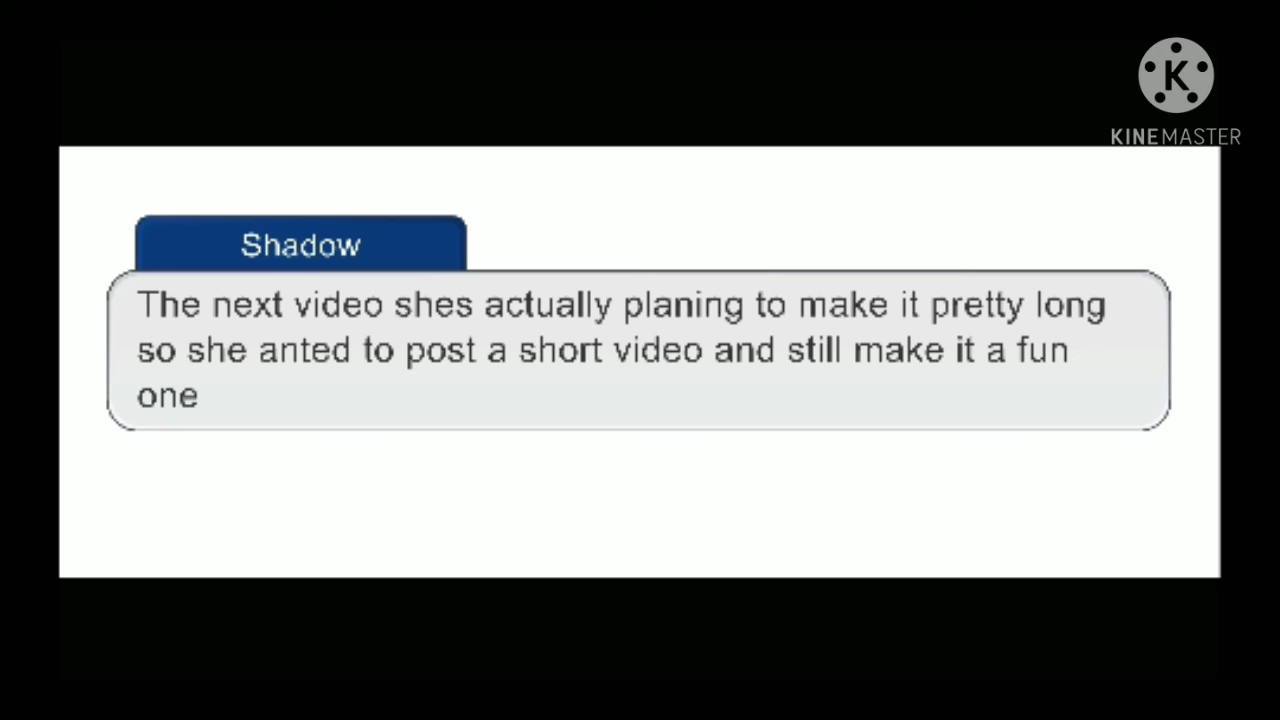 K
KINEMASTER
Shadow
The next video shes actually planing to make it pretty long
so she anted to post a short video and still make it a fun
one